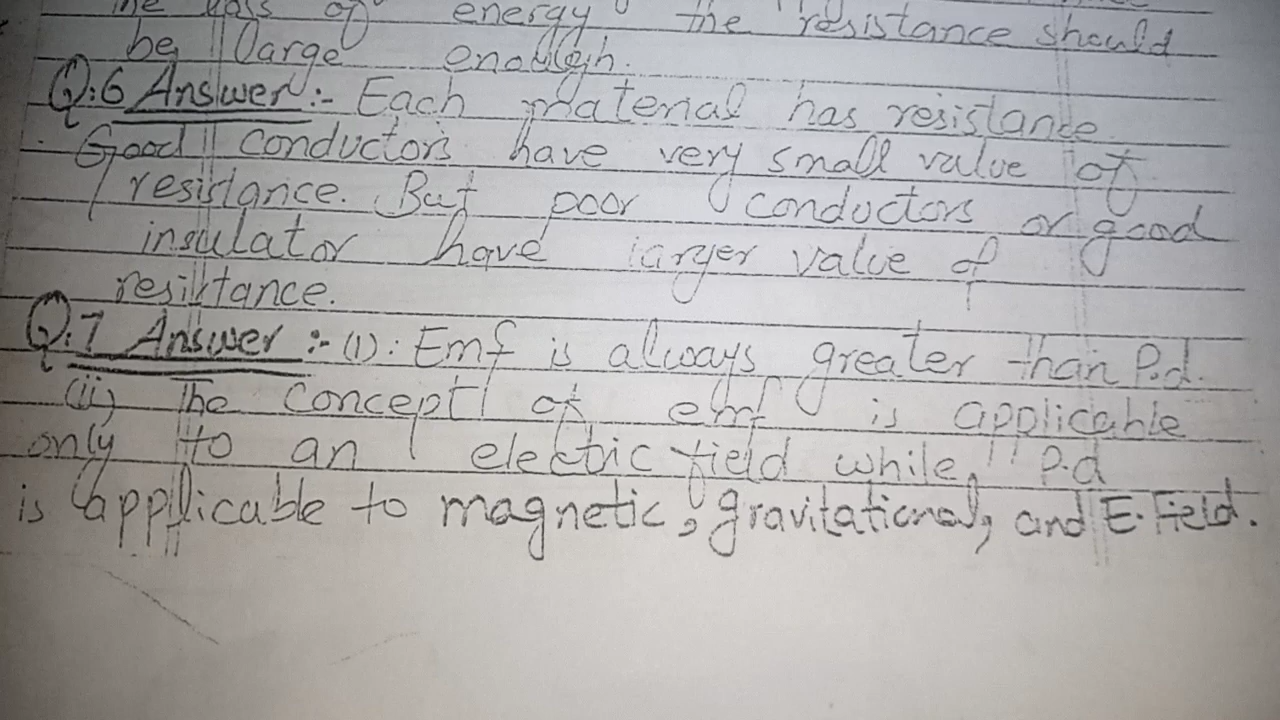 the loss of energy the resistance should
be large enough.
Q.6 Answer:- Each material has resistance.
Good conductors have very small value of
resistance. But poor conductors or good
insulator have larger value of
resistance.
Q.7 Answer:- (1): Emf is always greater than P.d.
(ii) The concept of emf is applicable
only to an electric field while P.d
is applicable to magnetic, gravitational, and E.Field.